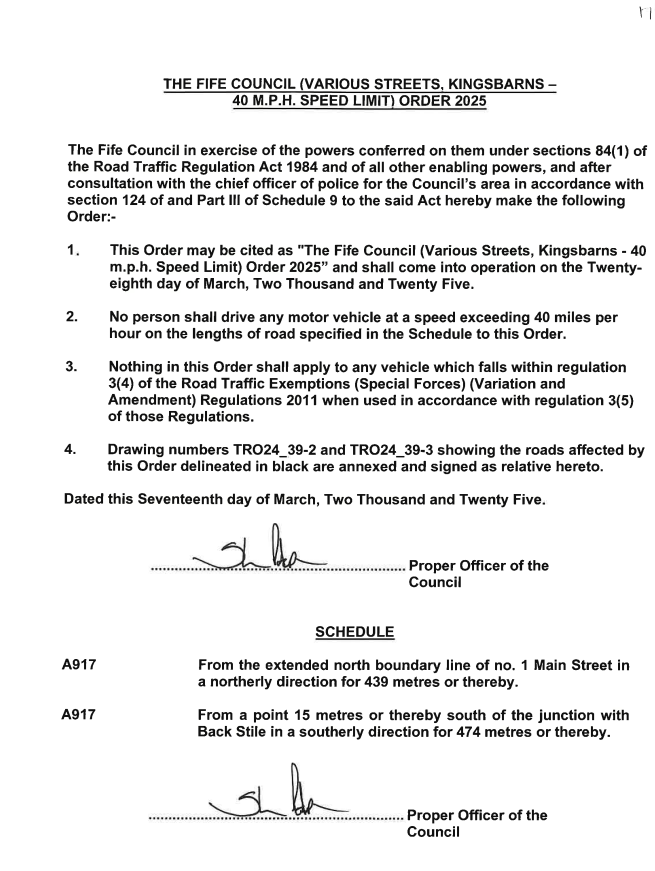 17
THE FIFE COUNCIL (VARIOUS STREETS, KINGSBARNS –
40 M.P.H. SPEED LIMIT) ORDER 2025
The Fife Council in exercise of the powers conferred on them under sections 84(1) of
the Road Traffic Regulation Act 1984 and of all other enabling powers, and after
consultation with the chief officer of police for the Council's area in accordance with
section 124 of and Part III of Schedule 9 to the said Act hereby make the following
Order:-
1. This Order may be cited as "The Fife Council (Various Streets, Kingsbarns - 40
m.p.h. Speed Limit) Order 2025” and shall come into operation on the Twenty-
eighth day of March, Two Thousand and Twenty Five.
2. No person shall drive any motor vehicle at a speed exceeding 40 miles per
hour on the lengths of road specified in the Schedule to this Order.
3. Nothing in this Order shall apply to any vehicle which falls within regulation
3(4) of the Road Traffic Exemptions (Special Forces) (Variation and
Amendment) Regulations 2011 when used in accordance with regulation 3(5)
of those Regulations.
4. Drawing numbers TRO24_39-2 and TRO24_39-3 showing the roads affected by
this Order delineated in black are annexed and signed as relative hereto.
Dated this Seventeenth day of March, Two Thousand and Twenty Five.
Proper Officer of the
Council
SCHEDULE
A917 From the extended north boundary line of no. 1 Main Street in
a northerly direction for 439 metres or thereby.
A917 From a point 15 metres or thereby south of the junction with
Back Stile in a southerly direction for 474 metres or thereby.
Proper Officer of the
Council